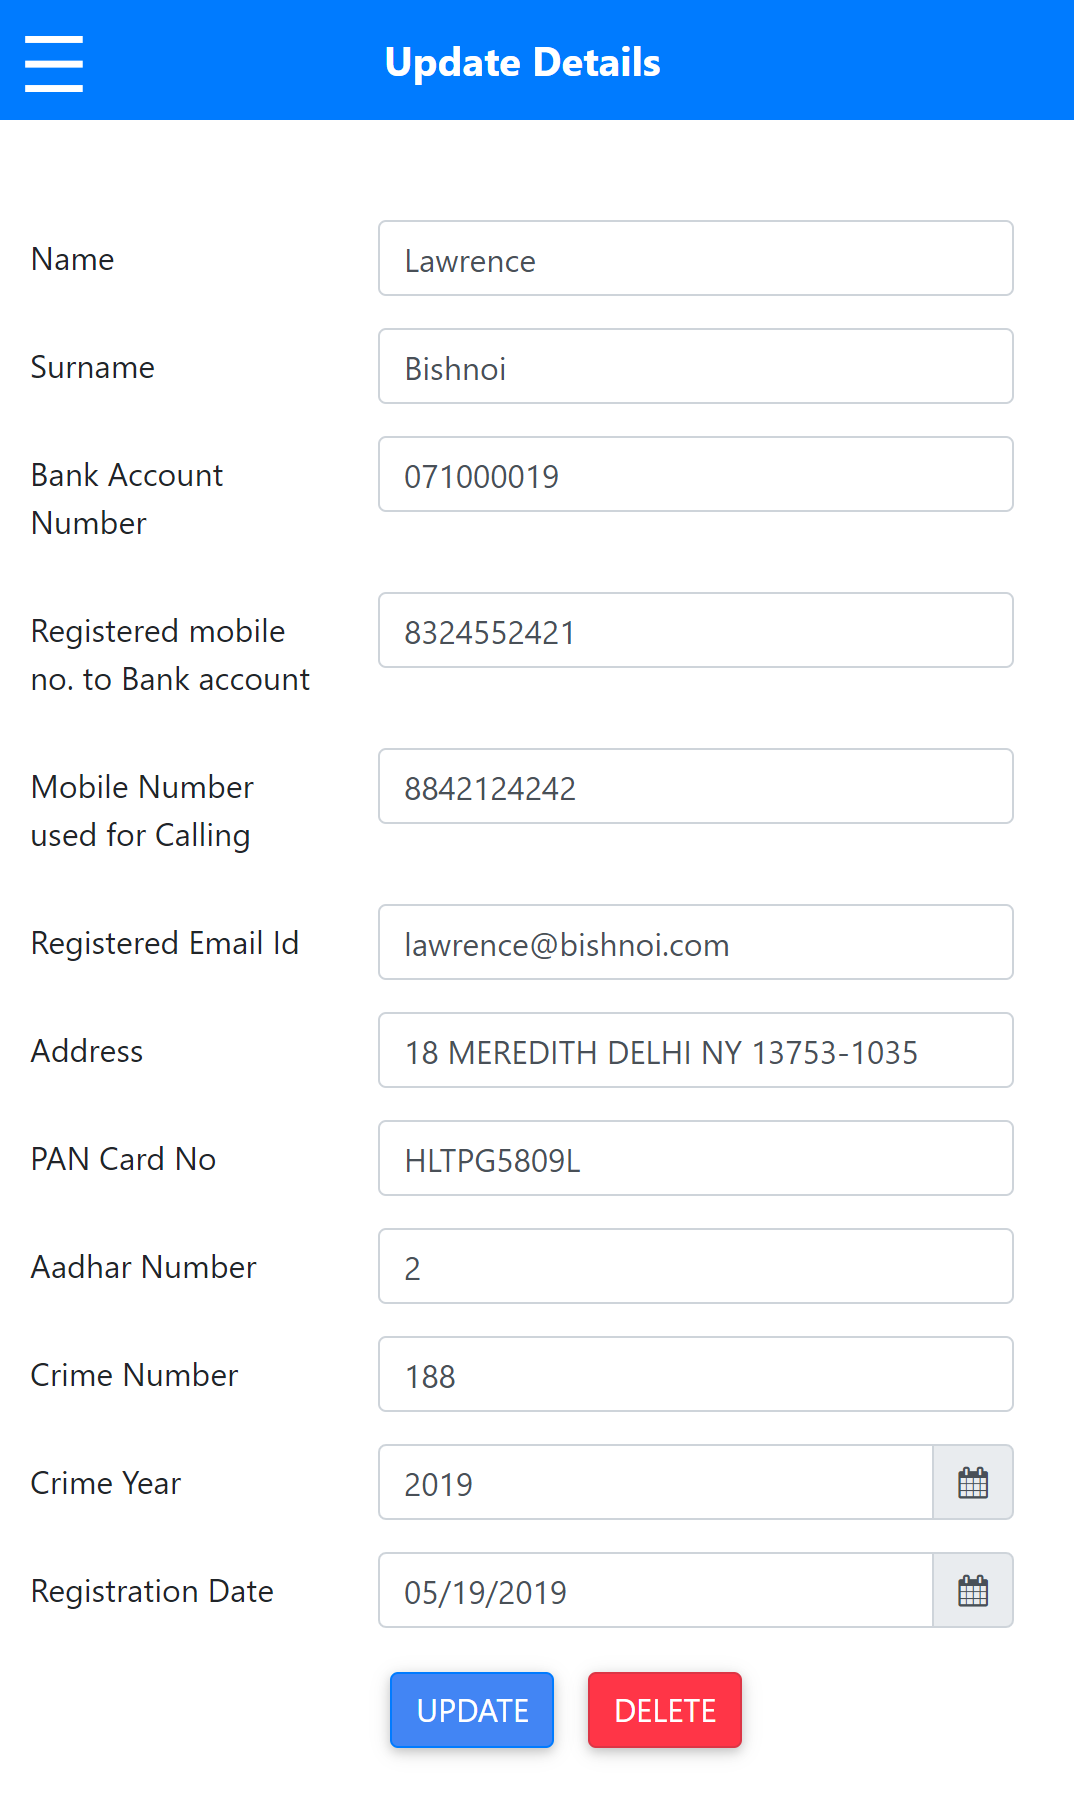 Update Details
Name
Lawrence
Surname
Bishnoi
Bank Account
Number
071000019
Registered mobile
no. to Bank account
8324552421
Mobile Number
used for Calling
8842124242
Registered Email Id
lawrence@bishnoi.com
Address
18 MEREDITH DELHI NY 13753-1035
PAN Card No
HLTPG5809L
Aadhar Number
2
Crime Number
188
Crime Year
2019
Registration Date
05/19/2019
UPDATE
DELETE